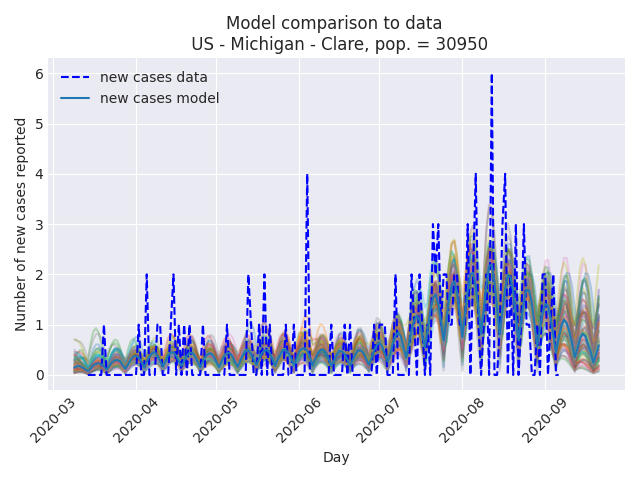 Model comparison to data
US - Michigan - Clare, pop. = 30950
new cases data
new cases model
Number of new cases reported
6
5
4
3
2
1
0
2020-03
2020-04
2020-05
2020-06
2020-07
2020-08
2020-09
Day